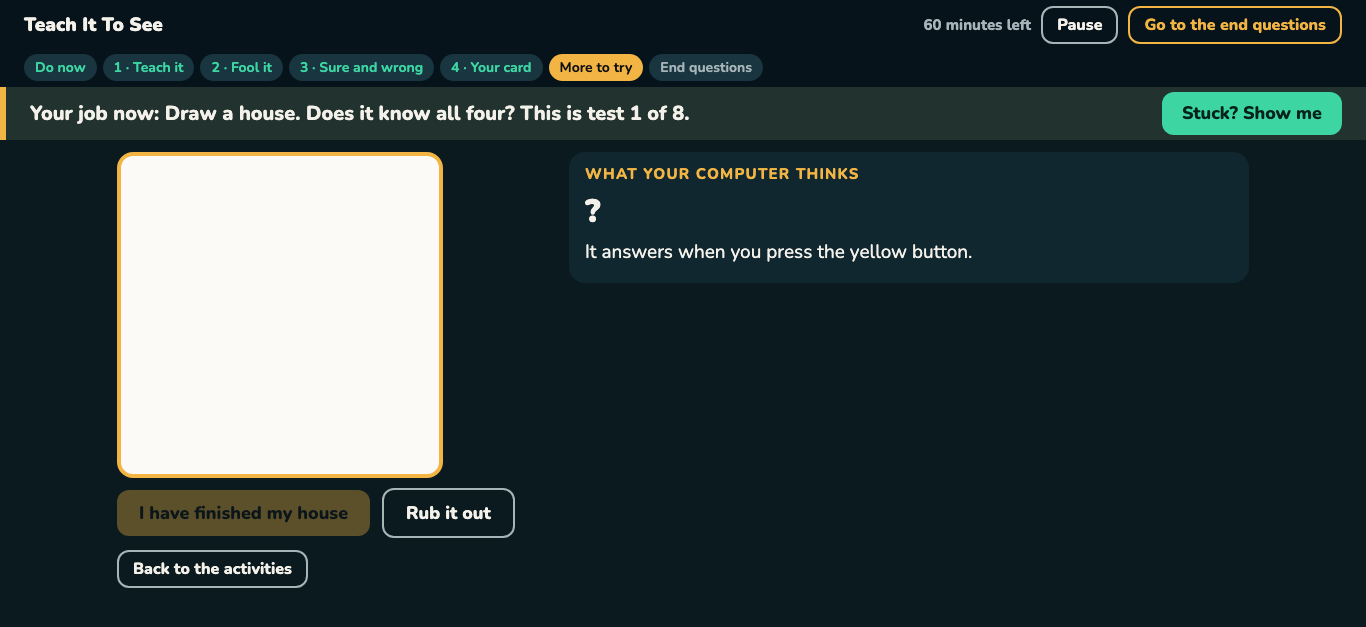 Teach It To See
60 minutes left
Pause
Go to the end questions
Do now
1 · Teach it
2 · Fool it
3 · Sure and wrong
4 · Your card
More to try
End questions
Your job now: Draw a house. Does it know all four? This is test 1 of 8.
Stuck? Show me
WHAT YOUR COMPUTER THINKS
?
It answers when you press the yellow button.
I have finished my house
Rub it out
Back to the activities